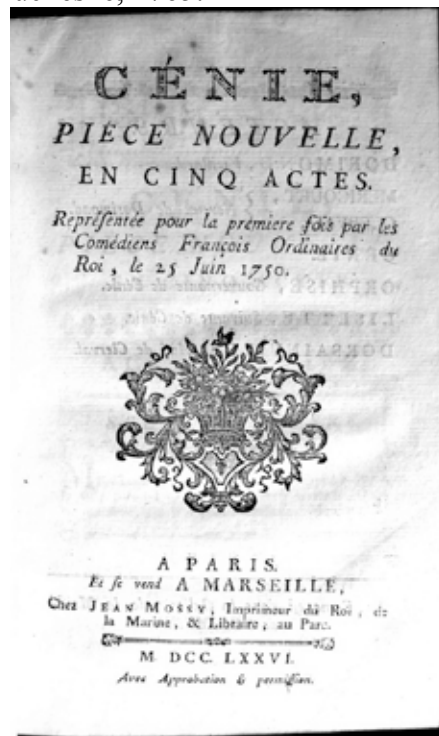 CÉNIE,
PIECE NOUVELLE,
EN CINQ ACTES.
Repréſentée pour la premiere fois par les
Comédiens François Ordinaires du
Roi, le 25 Juin 1750.
A PARIS.
Et ſe vend A MARSEILLE,
Chez JEAN MOSSY, Imprimeur du Roi, de
la Marine, & Libraire, au Parc.
M. DCC. LXXVI.
Avec Approbation & permiſſion.